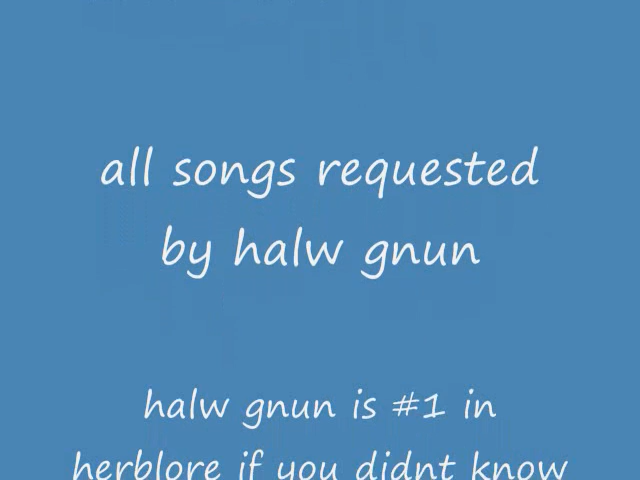 all songs requested
by halw gnun
halw gnun is #1 in
herblore if you didnt know